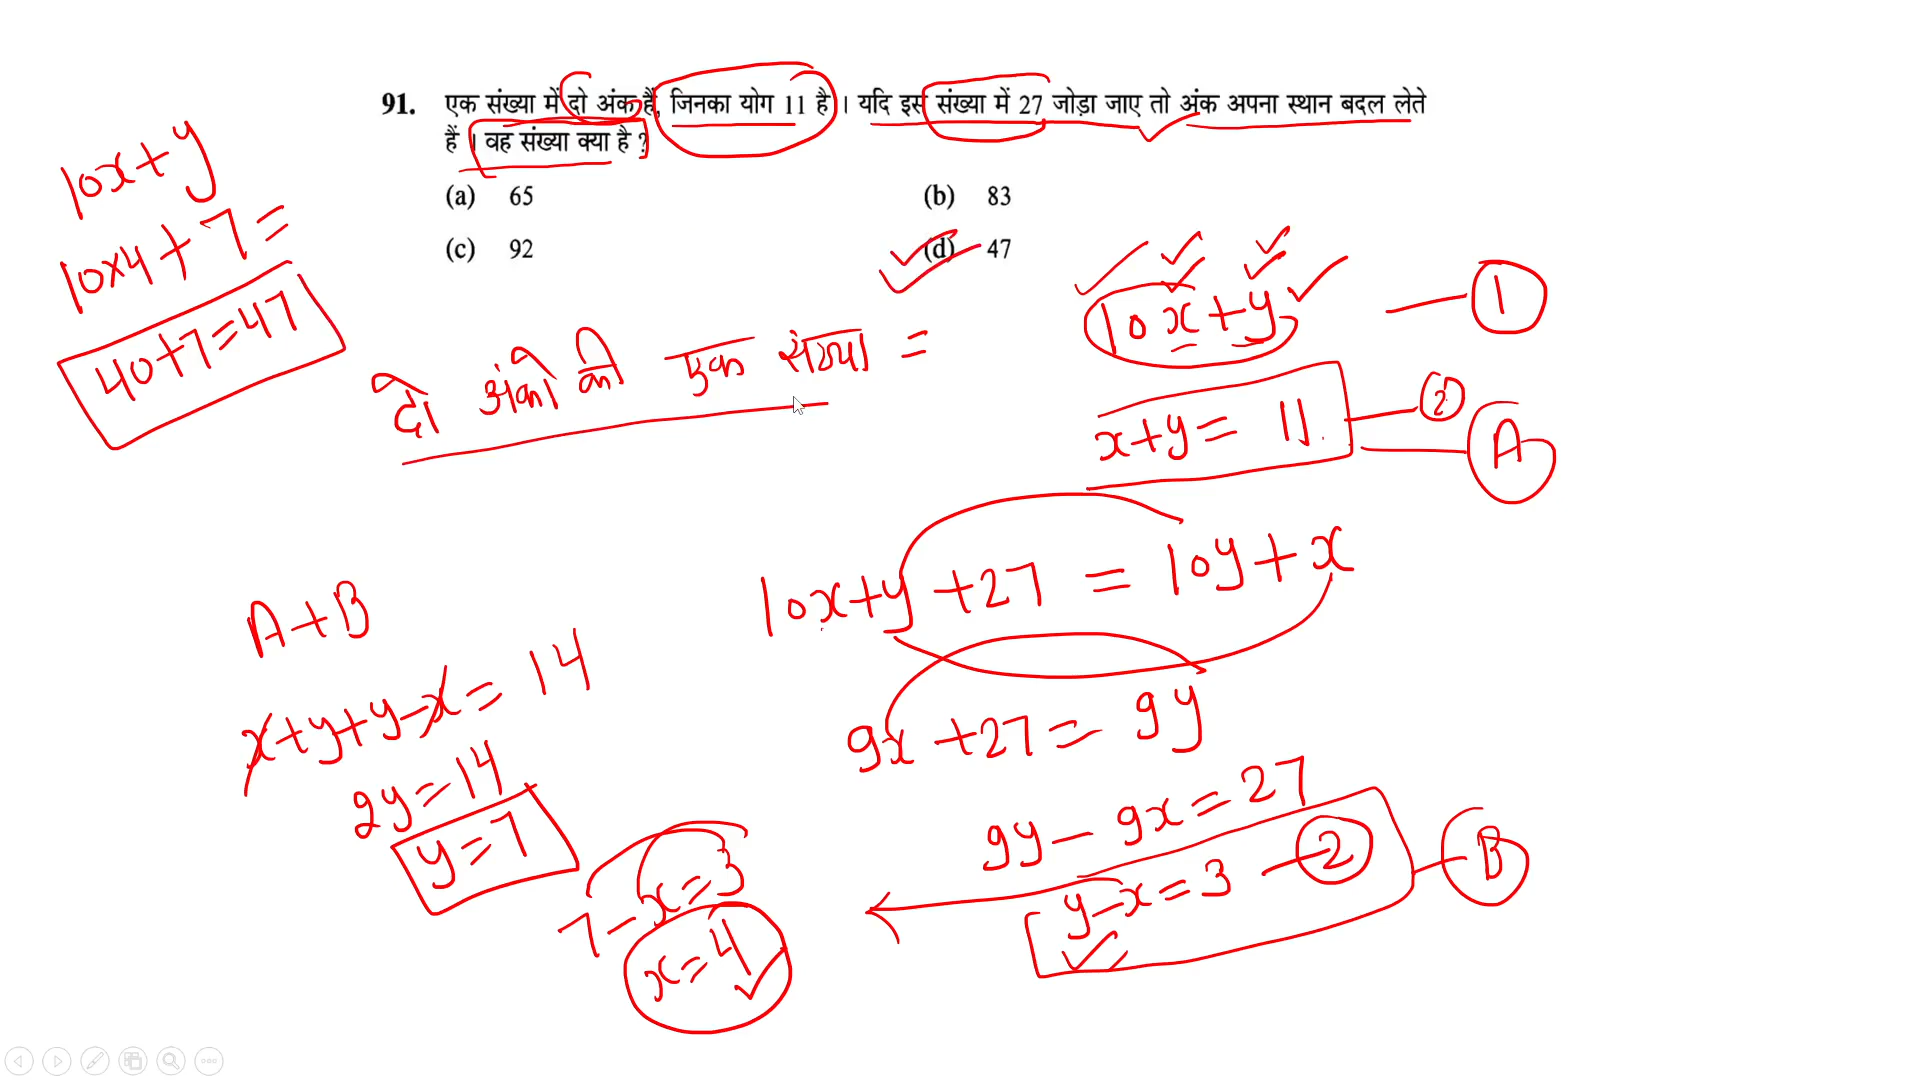 91. एक संख्या में दो अंक हैं, जिनका योग 11 है । यदि इस संख्या में 27 जोड़ा जाए तो अंक अपना स्थान बदल लेते
हैं । वह संख्या क्या है ?
(a) 65 (b) 83
(c) 92 (d) 47
10x+y
10x4+7=
40+7=47
दो अंको की एक संख्या = 10x+y — 1
x+y= 11. — 2
A
10x+y+27 = 10y+x
9x+27=9y
9y-9x=27
y-x=3 — 2
B
A+B
x+y+y-x=14
2y=14
y=7
7-x=3
x=4